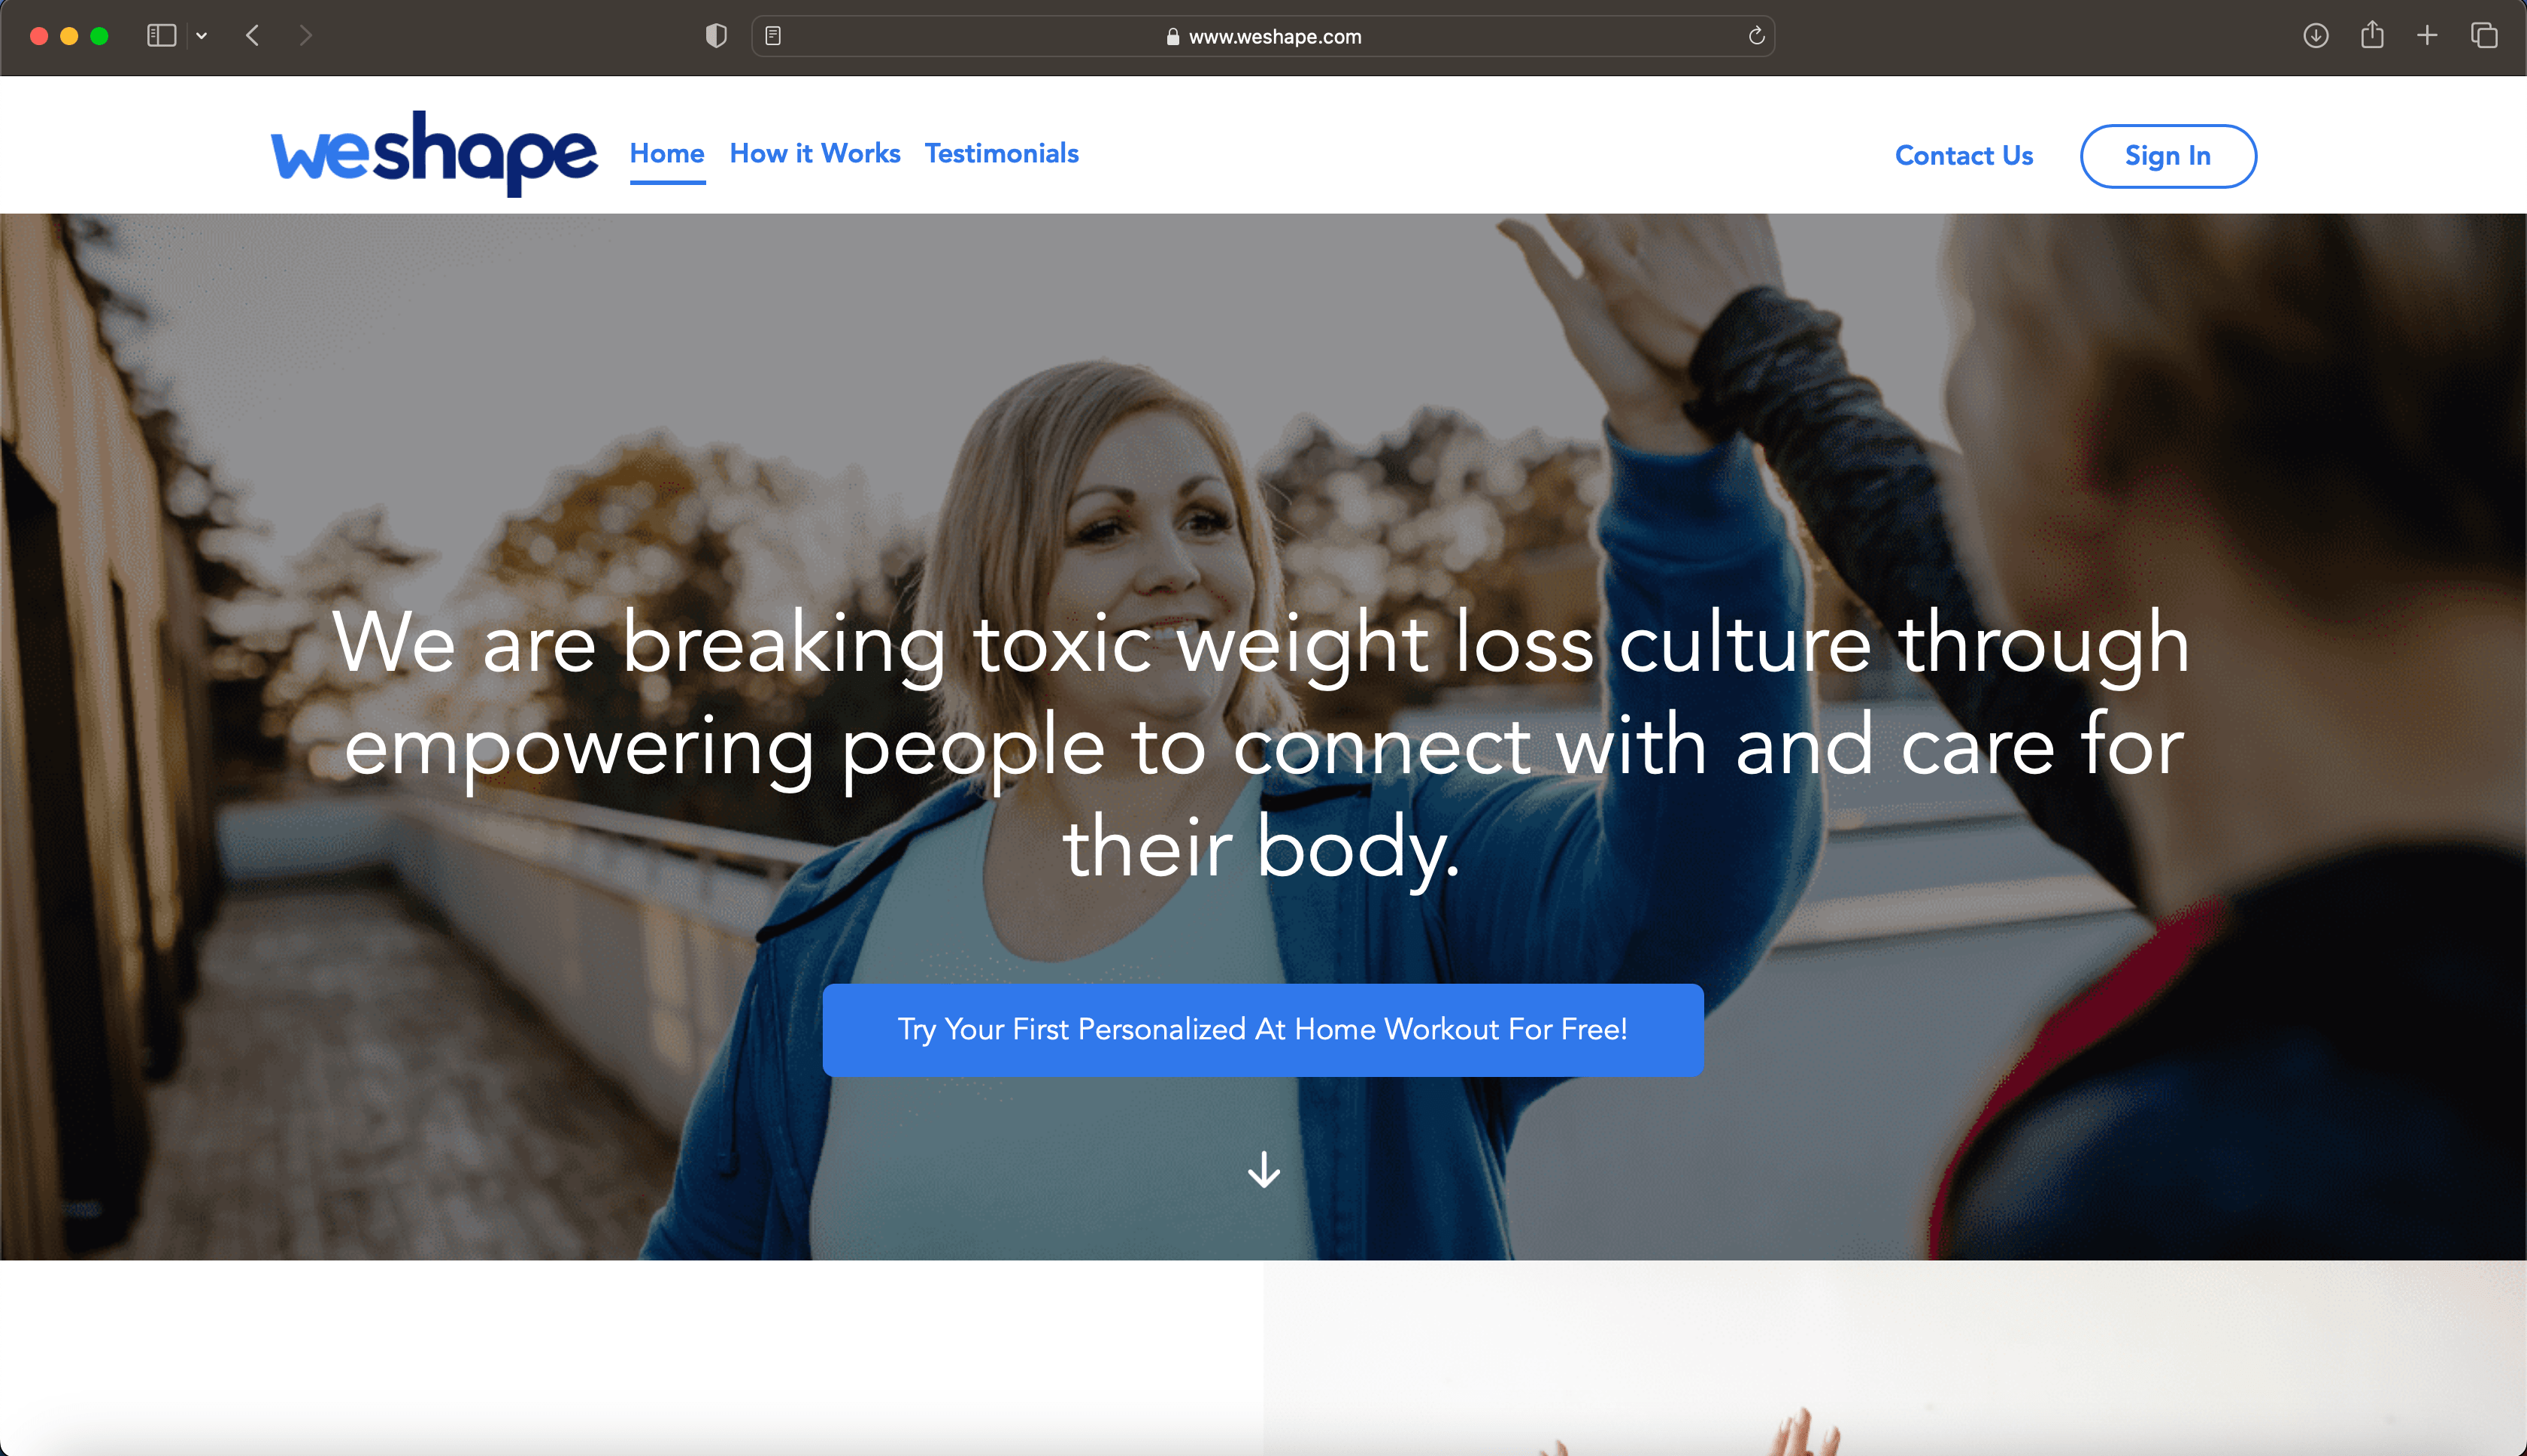 www.weshape.com
weshape
Home How it Works Testimonials
Contact Us Sign In
We are breaking toxic weight loss culture through
empowering people to connect with and care for
their body.
Try Your First Personalized At Home Workout For Free!